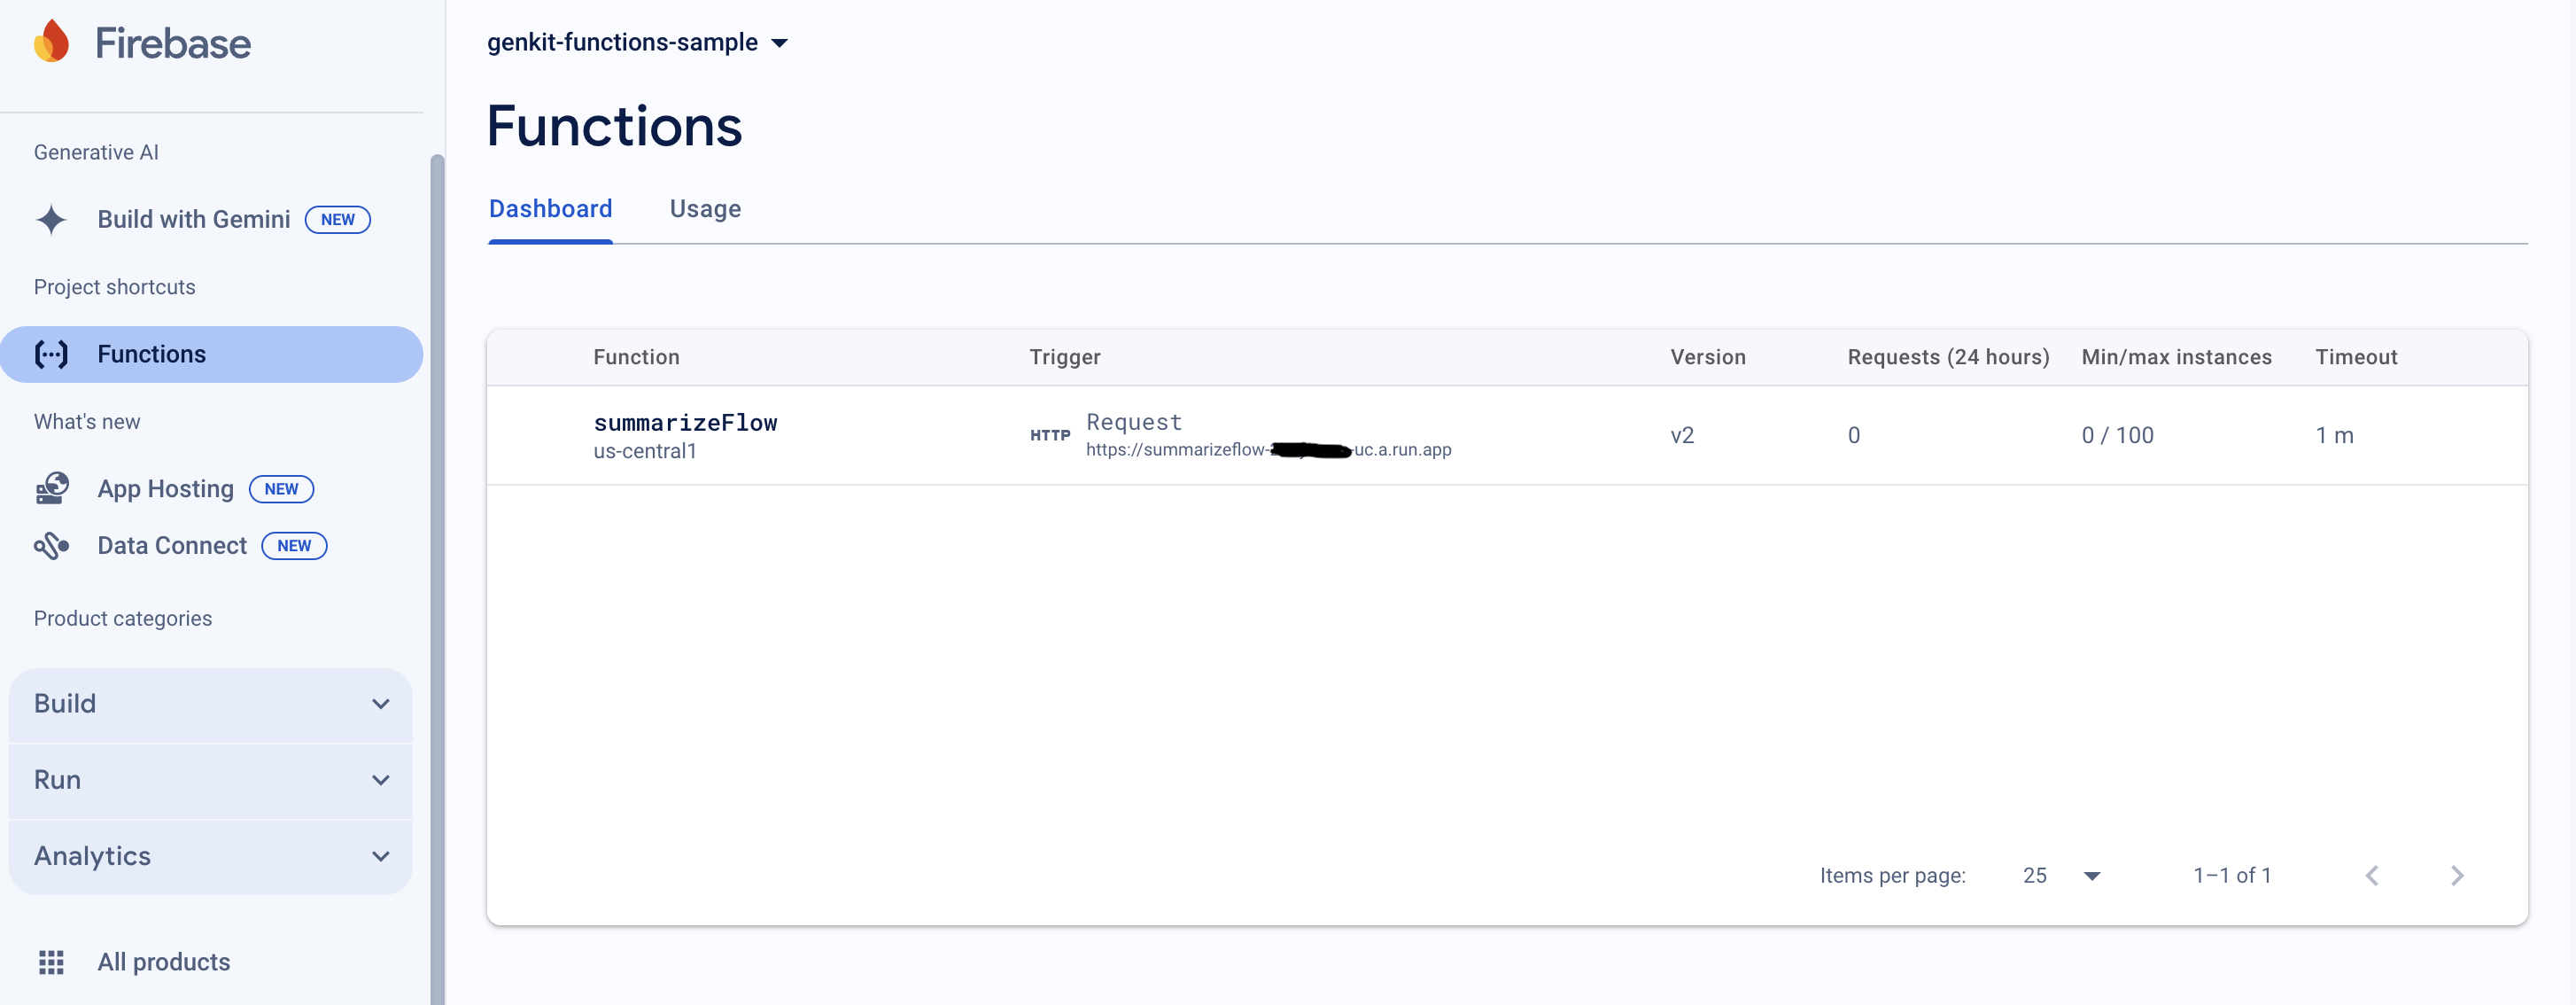 Firebase
Generative AI
Build with Gemini NEW
Project shortcuts
Functions
What's new
App Hosting NEW
Data Connect NEW
Product categories
Build
Run
Analytics
All products
genkit-functions-sample
Functions
Dashboard Usage
Function Trigger Version Requests (24 hours) Min/max instances Timeout
summarizeFlow HTTP Request v2 0 0 / 100 1 m
us-central1 https://summarizeflow- -uc.a.run.app
Items per page: 25 1–1 of 1